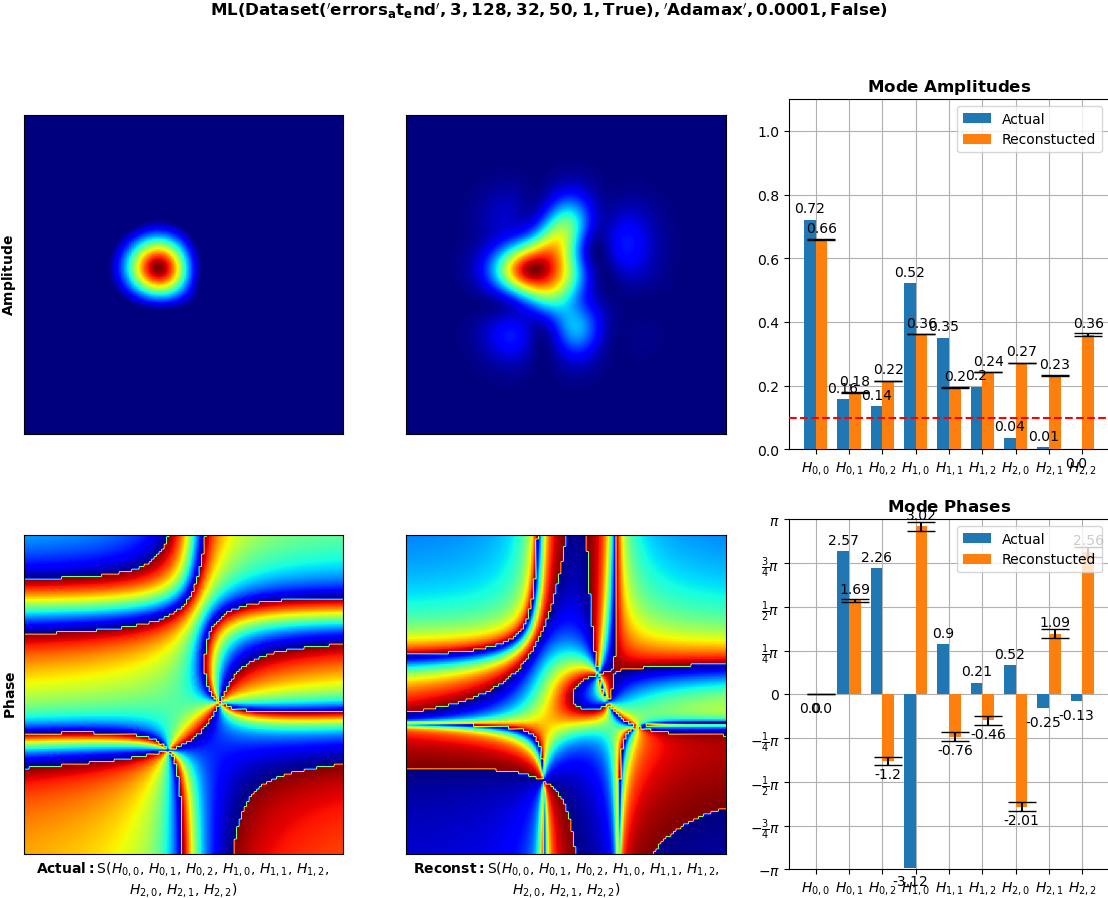 ML(Dataset('errors_at_end', 3, 128, 32, 50, 1, True), 'Adamax', 0.0001, False)
Amplitude
Mode Amplitudes
Actual
Reconstucted
1.0
0.8
0.6
0.4
0.2
0.0
0.72
0.66
0.16
0.18
0.14
0.22
0.52
0.36
0.35
0.2
0.2
0.24
0.04
0.27
0.01
0.23
0.0
0.36
H0,0 H0,1 H0,2 H1,0 H1,1 H1,2 H2,0 H2,1 H2,2
Phase
Actual: S(H0,0, H0,1, H0,2, H1,0, H1,1, H1,2,
H2,0, H2,1, H2,2)
Reconst: S(H0,0, H0,1, H0,2, H1,0, H1,1, H1,2,
H2,0, H2,1, H2,2)
Mode Phases
Actual
Reconstucted
π
3/4π
1/2π
1/4π
0
−1/4π
−1/2π
−3/4π
−π
0.0
0.0
2.57
1.69
2.26
-1.2
-3.12
3.02
0.9
-0.76
0.21
-0.46
0.52
-2.01
-0.25
1.09
-0.13
2.56
H0,0 H0,1 H0,2 H1,0 H1,1 H1,2 H2,0 H2,1 H2,2